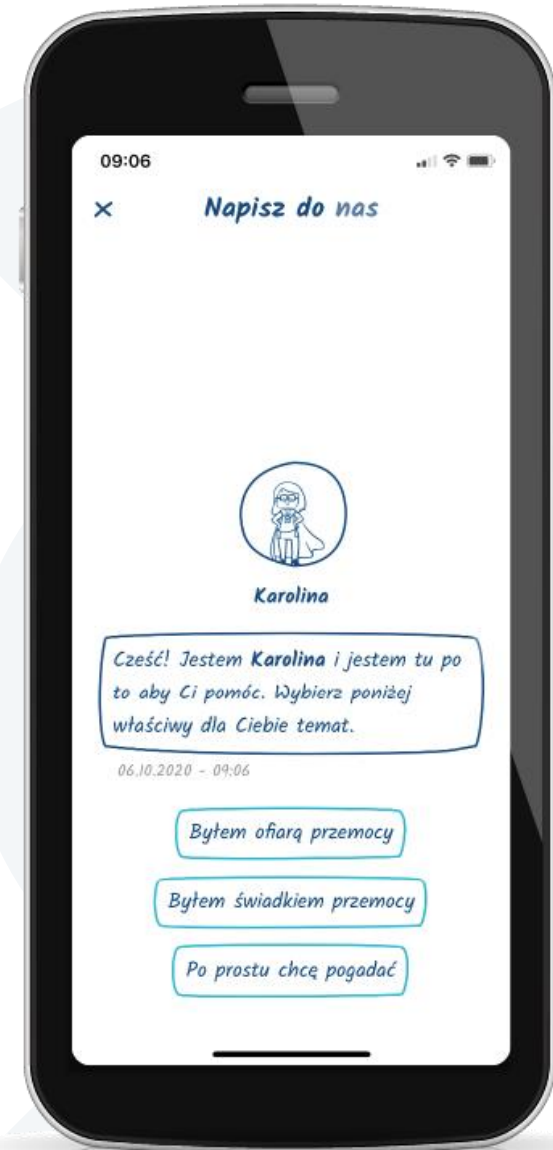 09:06
Napisz do nas
Karolina
Cześć! Jestem Karolina i jestem tu po
to aby Ci pomóc. Wybierz poniżej
właściwy dla Ciebie temat.
06.10.2020 - 09:06
Byłem ofiarą przemocy
Byłem świadkiem przemocy
Po prostu chcę pogadać